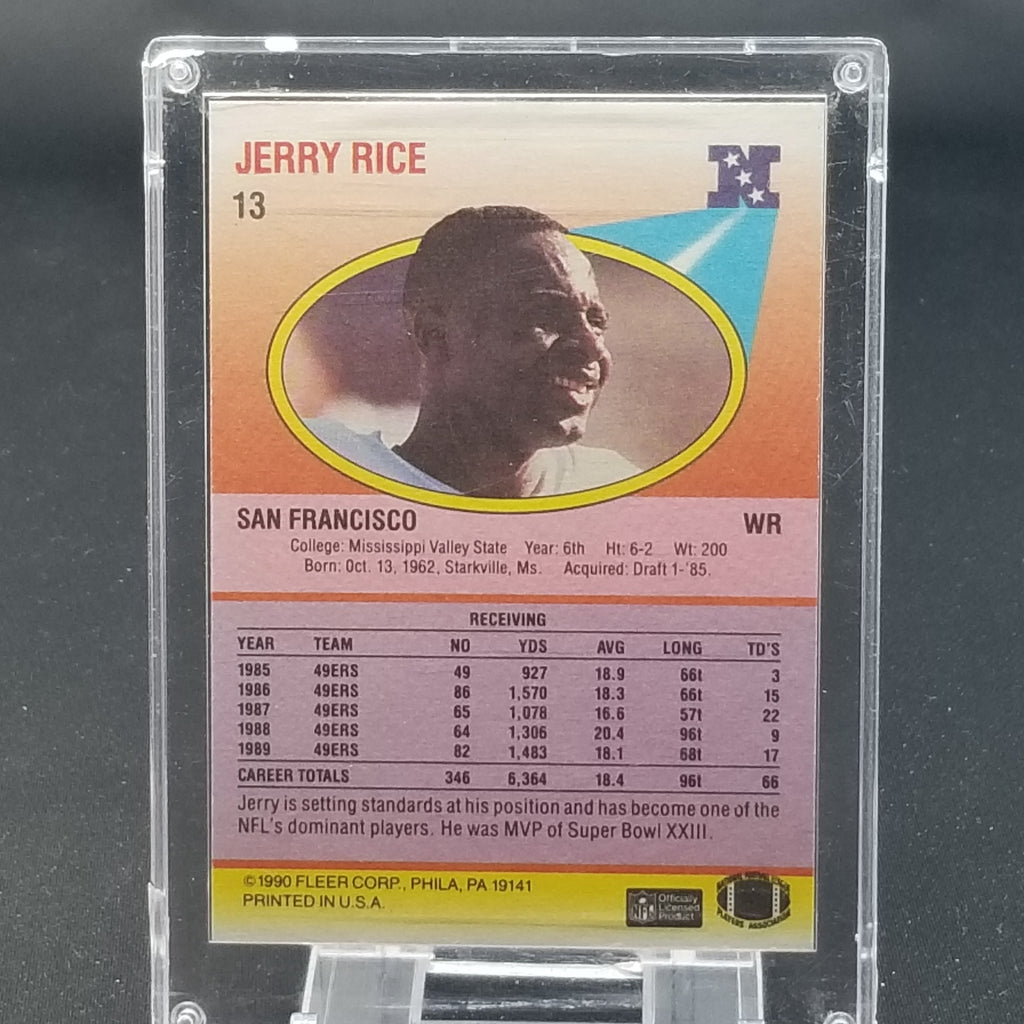 JERRY RICE
13
N
SAN FRANCISCO WR
College: Mississippi Valley State Year: 6th Ht: 6-2 Wt: 200
Born: Oct. 13, 1962, Starkville, Ms. Acquired: Draft 1-'85.
RECEIVING
YEAR TEAM NO YDS AVG LONG TD'S
1985 49ERS 49 927 18.9 66t 3
1986 49ERS 86 1,570 18.3 66t 15
1987 49ERS 65 1,078 16.6 57t 22
1988 49ERS 64 1,306 20.4 96t 9
1989 49ERS 82 1,483 18.1 68t 17
CAREER TOTALS 346 6,364 18.4 96t 66
Jerry is setting standards at his position and has become one of the
NFL's dominant players. He was MVP of Super Bowl XXIII.
©1990 FLEER CORP., PHILA, PA 19141
PRINTED IN U.S.A.
NFL
Officially
Licensed
Product
PLAYERS ASSOCIATION